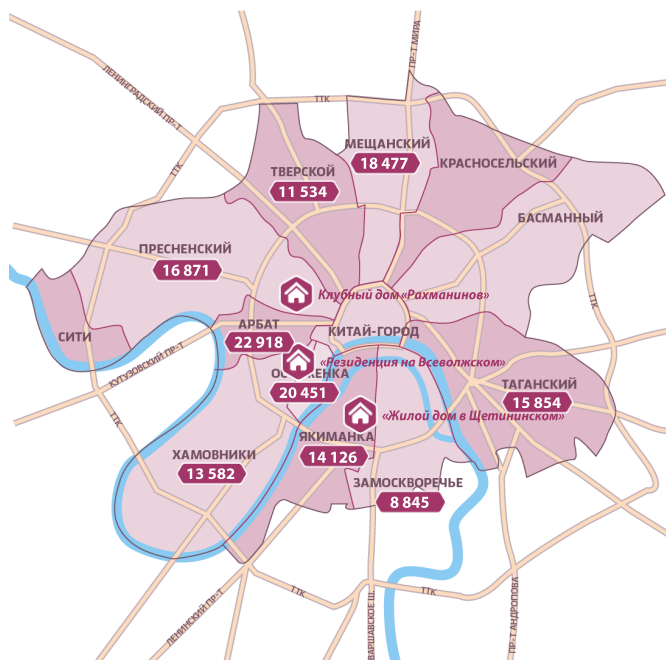 ПР-Т МИРА
ЛЕНИНГРАДСКИЙ ПР-Т
ТТК
МЕЩАНСКИЙ
18 477
КРАСНОСЕЛЬСКИЙ
ТТК
ТВЕРСКОЙ
11 534
БАСМАННЫЙ
ПРЕСНЕНСКИЙ
16 871
Клубный дом «Рахманинов»
ТТК
СИТИ
АРБАТ
22 918
КИТАЙ-ГОРОД
КУТУЗОВСКИЙ ПР-Т
«Резиденция на Всеволжском»
20 451
ТАГАНСКИЙ
15 854
«Жилой дом в Щетининском»
ТТК
ЯКИМАНКА
14 126
ХАМОВНИКИ
13 582
ЗАМОСКВОРЕЧЬЕ
8 845
ТТК
ТТК
ЛЕНИНСКИЙ ПР-Т
ВАРШАВСКОЕ Ш.
ПР-Т АНДРОПОВА